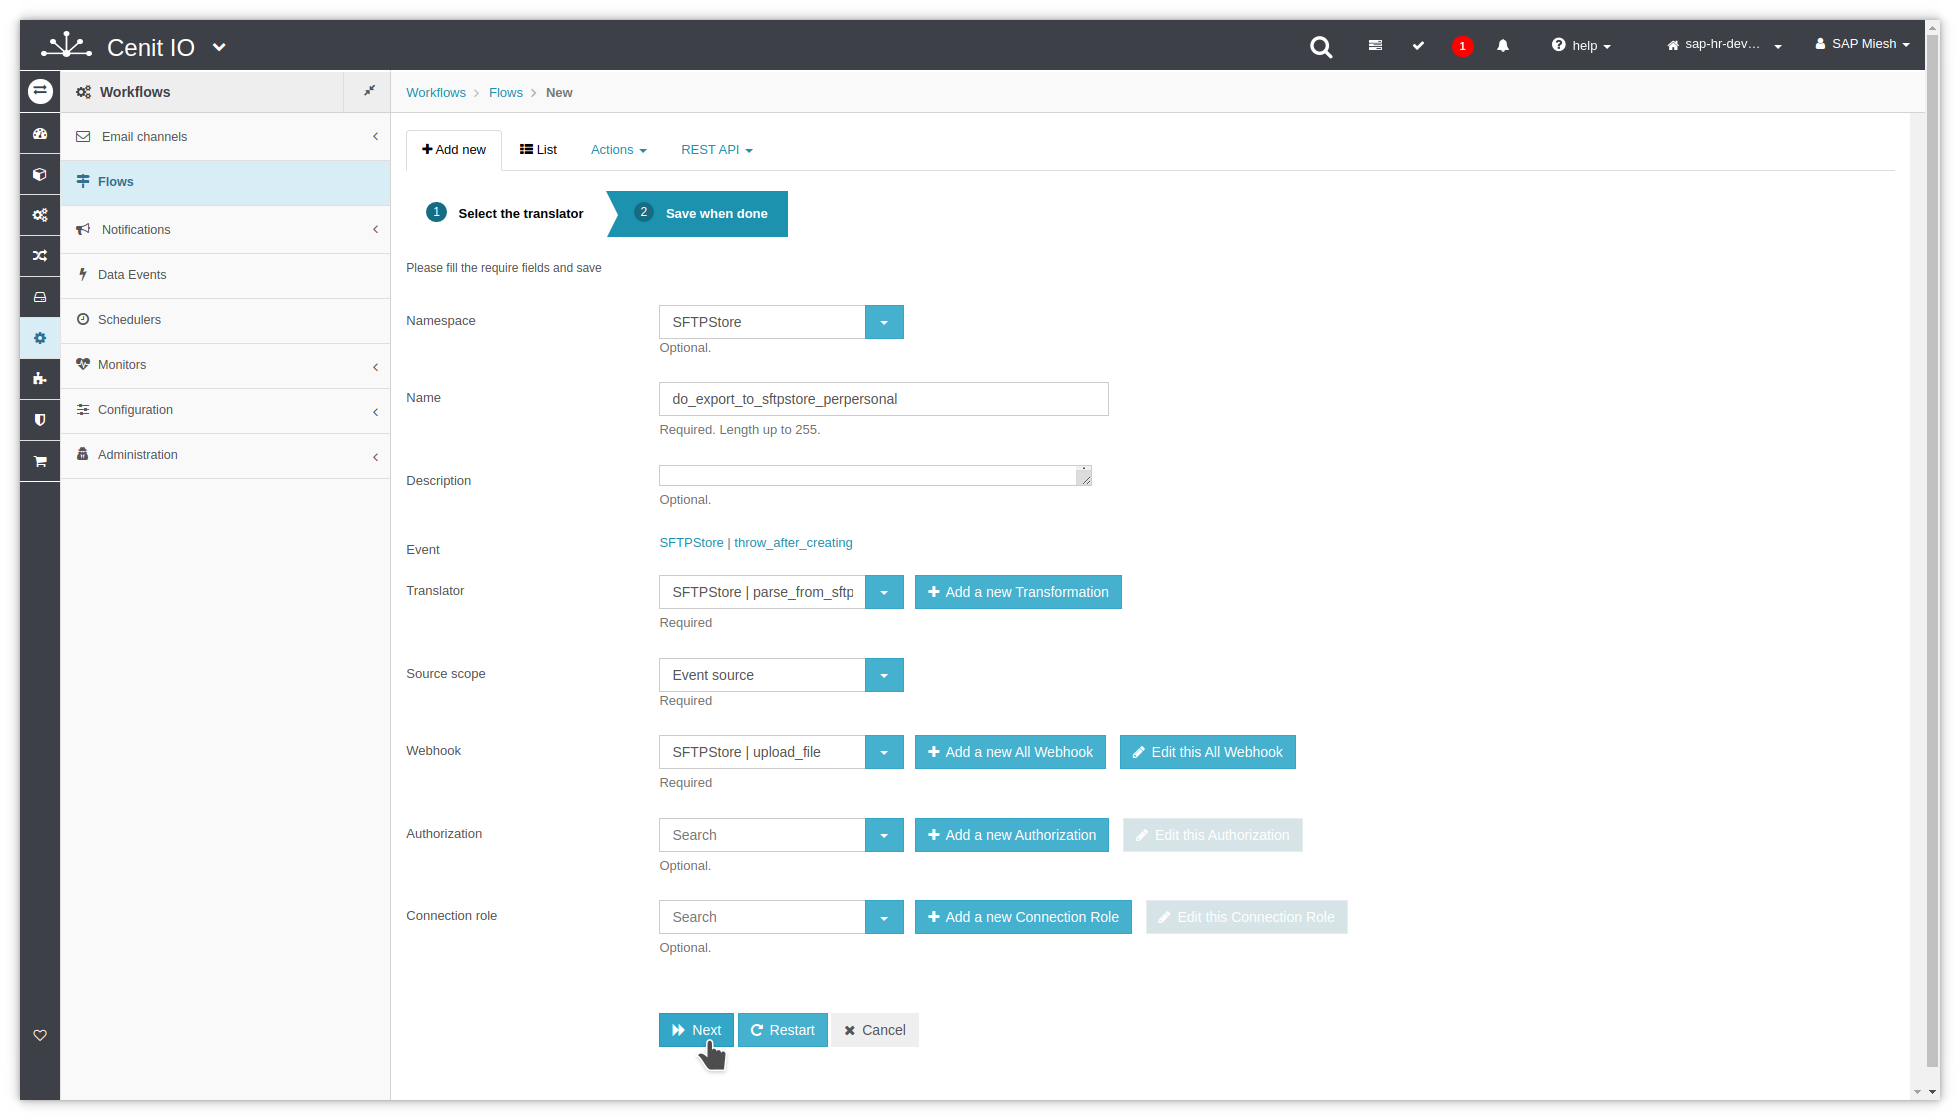 Cenit IO
1
help
sap-hr-dev...
SAP Miesh
Workflows
Workflows
Flows
New
Email channels
Flows
Notifications
Data Events
Schedulers
Monitors
Configuration
Administration
Add new
List
Actions
REST API
1 Select the translator
2 Save when done
Please fill the require fields and save
Namespace
SFTPStore
Optional.
Name
do_export_to_sftpstore_perpersonal
Required. Length up to 255.
Description
Optional.
Event
SFTPStore | throw_after_creating
Translator
SFTPStore | parse_from_sftp
Add a new Transformation
Required
Source scope
Event source
Required
Webhook
SFTPStore | upload_file
Add a new All Webhook
Edit this All Webhook
Required
Authorization
Search
Add a new Authorization
Edit this Authorization
Optional.
Connection role
Search
Add a new Connection Role
Edit this Connection Role
Optional.
Next
Restart
Cancel